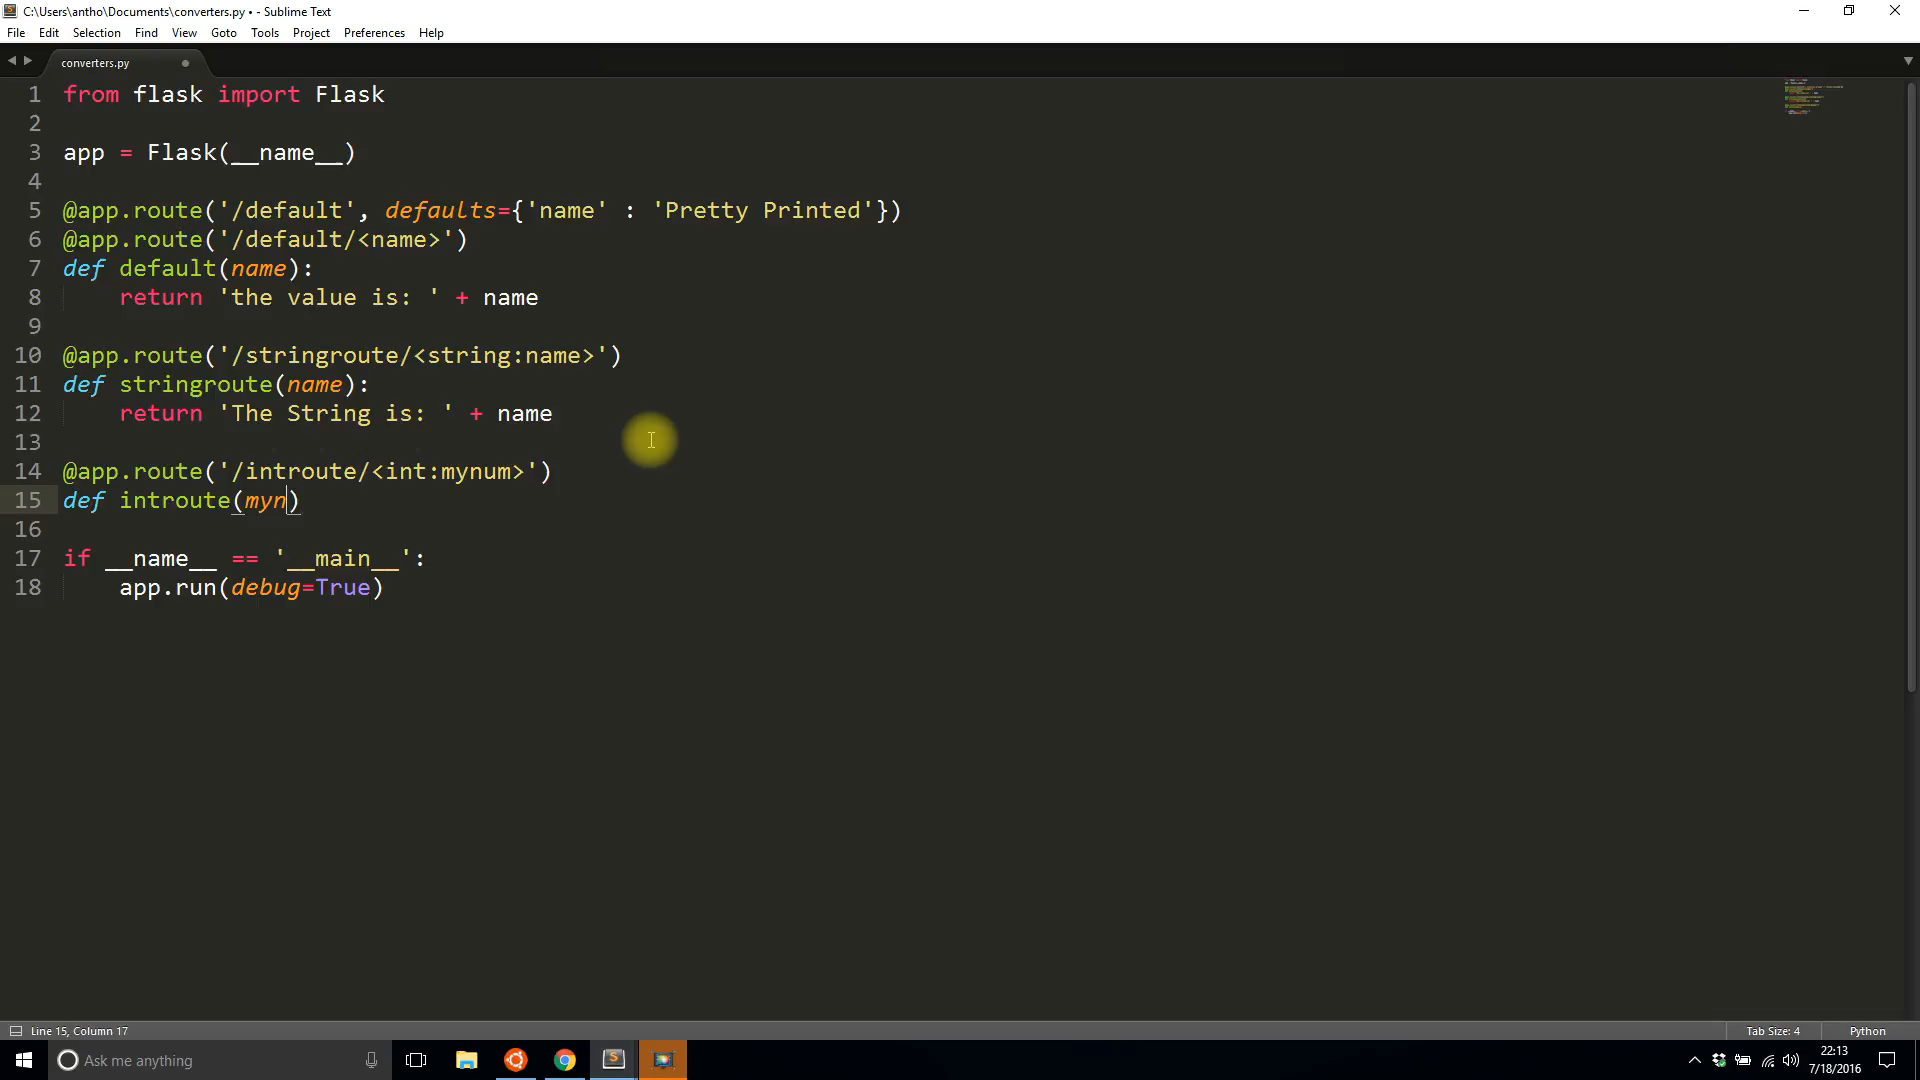 C:\Users\antho\Documents\converters.py • - Sublime Text
File Edit Selection Find View Goto Tools Project Preferences Help
converters.py
1 from flask import Flask
2
3 app = Flask(__name__)
4
5 @app.route('/default', defaults={'name' : 'Pretty Printed'})
6 @app.route('/default/<name>')
7 def default(name):
8     return 'the value is: ' + name
9
10 @app.route('/stringroute/<string:name>')
11 def stringroute(name):
12     return 'The String is: ' + name
13
14 @app.route('/introute/<int:mynum>')
15 def introute(myn)
16
17 if __name__ == '__main__':
18     app.run(debug=True)
Line 15, Column 17
Tab Size: 4
Python
Ask me anything
22:13
7/18/2016